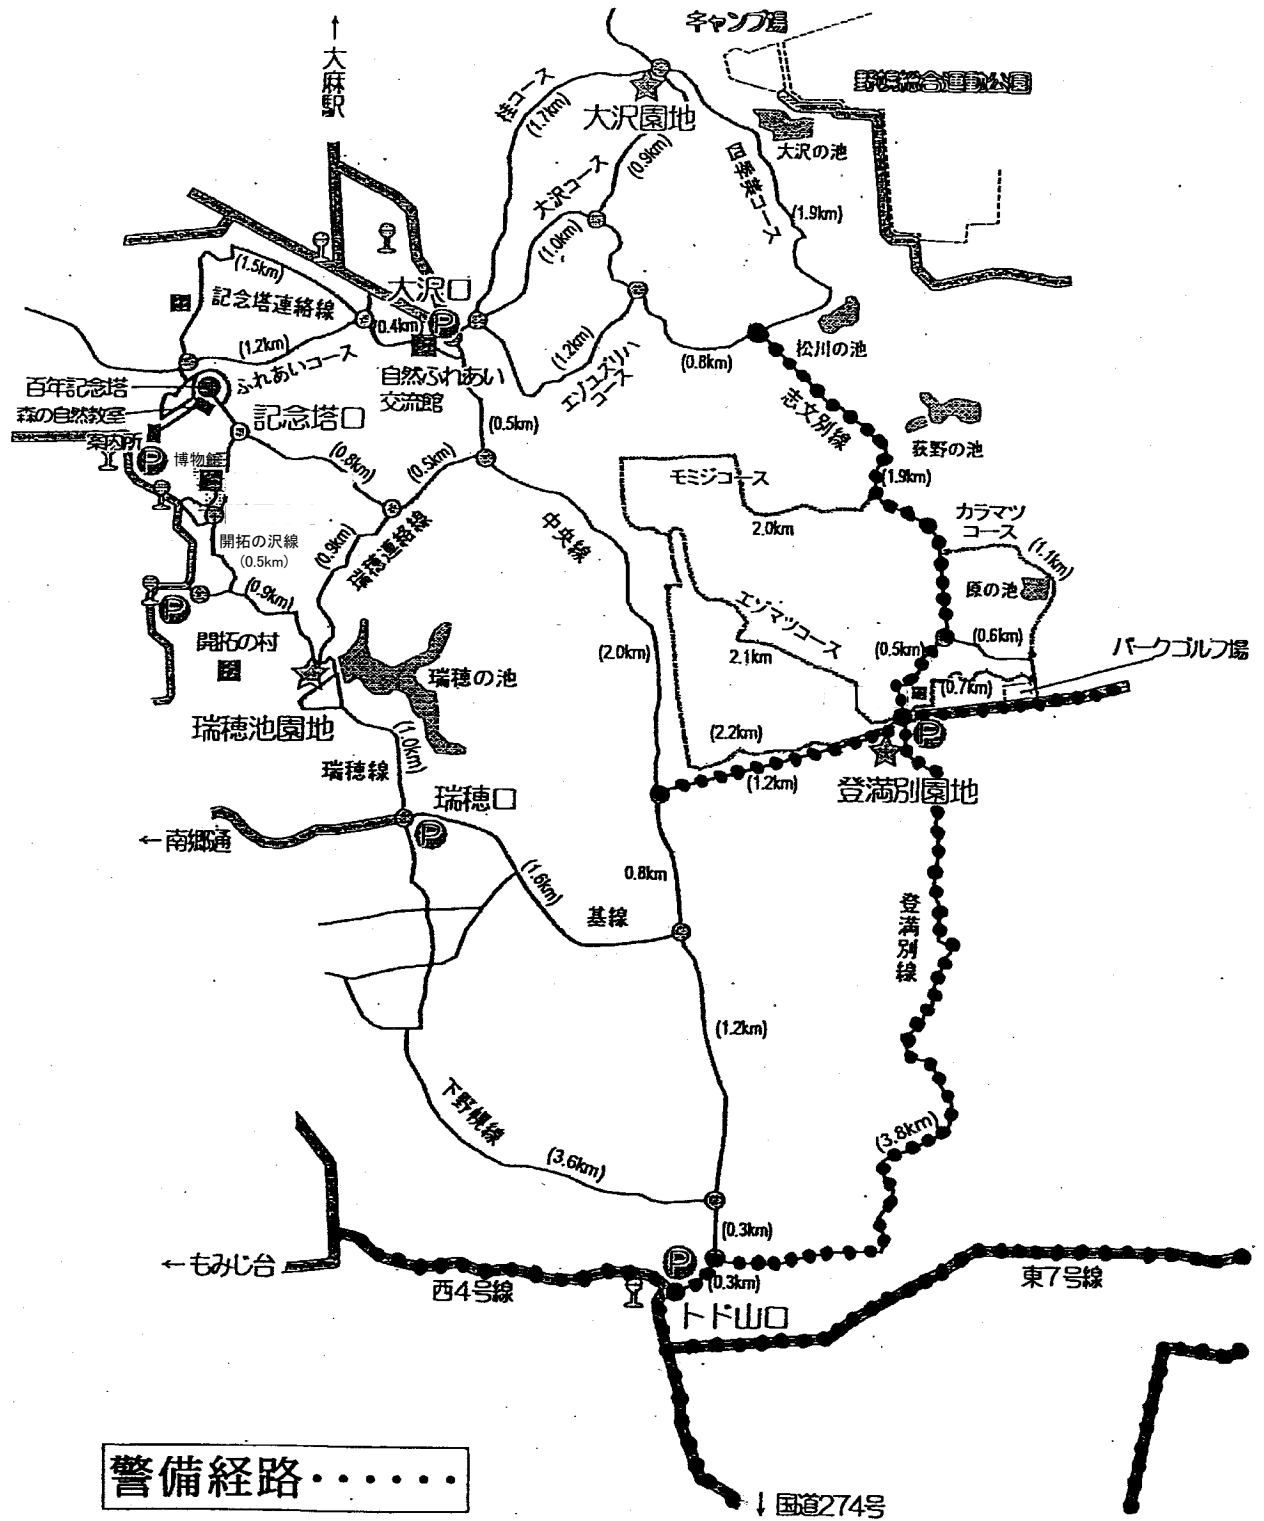 キャンプ場
↑
大麻駅
野幌総合運動公園
桂コース
(1.7km)
大沢園地
大沢の池
大沢コース
(0.9km)
四季美コース
(1.9km)
(1.0km)
(1.5km)
記念塔連絡線
大沢口
P
(0.4km)
(1.2km)
ふれあいコース
自然ふれあい
交流館
(1.2km)
エゾユズリハ
コース
(0.8km)
松川の池
百年記念塔
森の自然教室
案内所
記念塔口
P
博物館
志文別線
(0.5km)
荻野の池
(0.8km)
(0.5km)
モミジコース
(1.9km)
2.0km
カラマツ
コース
(1.1km)
中央線
開拓の沢線
(0.5km)
(0.9km)
瑞穂連絡線
(0.9km)
P
原の池
エゾマツコース
2.1km
(0.6km)
(0.5km)
パークゴルフ場
開拓の村
(2.0km)
瑞穂の池
(0.7km)
瑞穂池園地
(1.0km)
(2.2km)
P
瑞穂線
(1.2km)
登満別園地
瑞穂口
P
←南郷通
(1.6km)
0.8km
基線
登満別線
(1.2km)
下野幌線
(3.6km)
(3.8km)
(0.3km)
P
←もみじ台
(0.3km)
西4号線
東7号線
トド山口
警備経路・・・・・・
↓国道274号